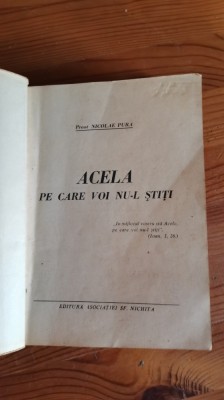 Preot NICOLAE PURA
ACELA
PE CARE VOI NU-L ȘTIȚI
„În mijlocul vostru stă Acela,
pe care voi nu-L știți".
(Ioan. 1, 26)
EDITURA ASOCIAȚIEI SF. NICHITA